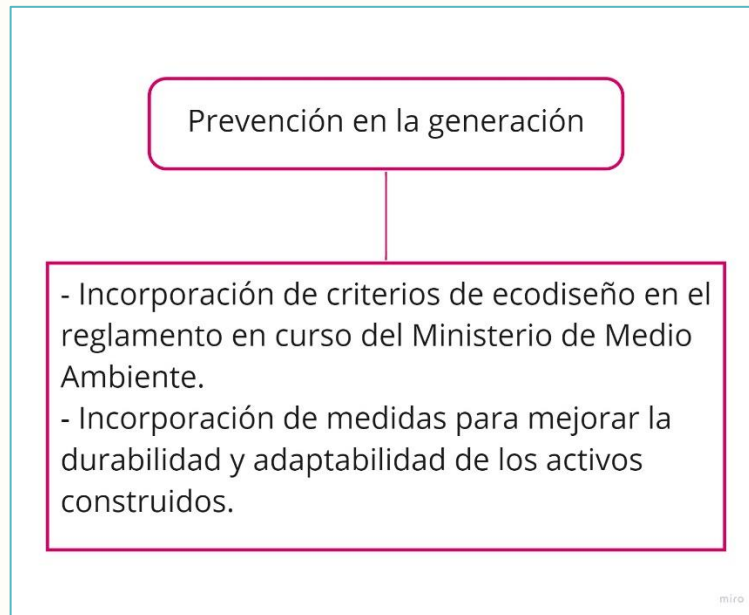 Prevención en la generación
- Incorporación de criterios de ecodiseño en el
reglamento en curso del Ministerio de Medio
Ambiente.
- Incorporación de medidas para mejorar la
durabilidad y adaptabilidad de los activos
construidos.
miro